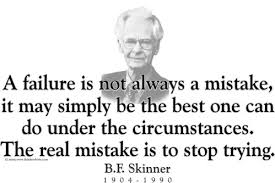 A failure is not always a mistake,
it may simply be the best one can
do under the circumstances.
The real mistake is to stop trying.
B.F. Skinner
1904-1990